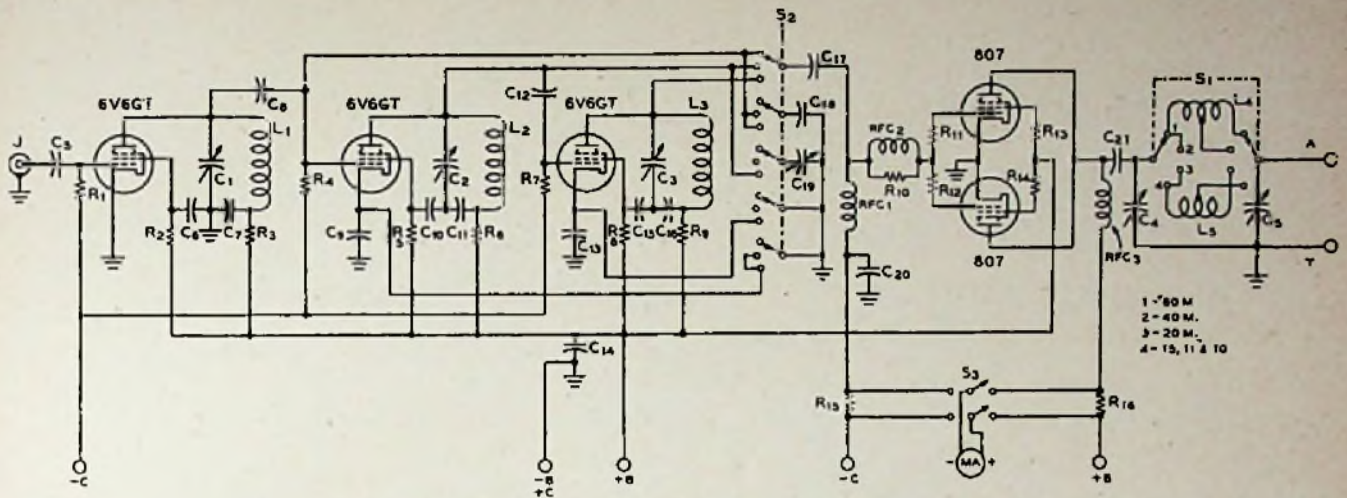 S2
807
6V6GT
C8
L1
6V6GT
C12
L2
6V6GT
L3
C17
C18
C19
RFC2
R10
R11
R12
R13
R14
807
C21
S1
L4
A
J
C3
R1
C1
R4
C2
R7
C3
RFC1
C4
L5
C5
T
RFC3
R2
C6
C7
R3
C9
R5
C10
C11
R6
C13
R8
C15
C16
R9
C20
1-80 M
2-40 M.
3-20 M.
4-15, 11 & 10
C14
R15
S3
R16
-C
-B
+C
+B
-C
- MA +
+B